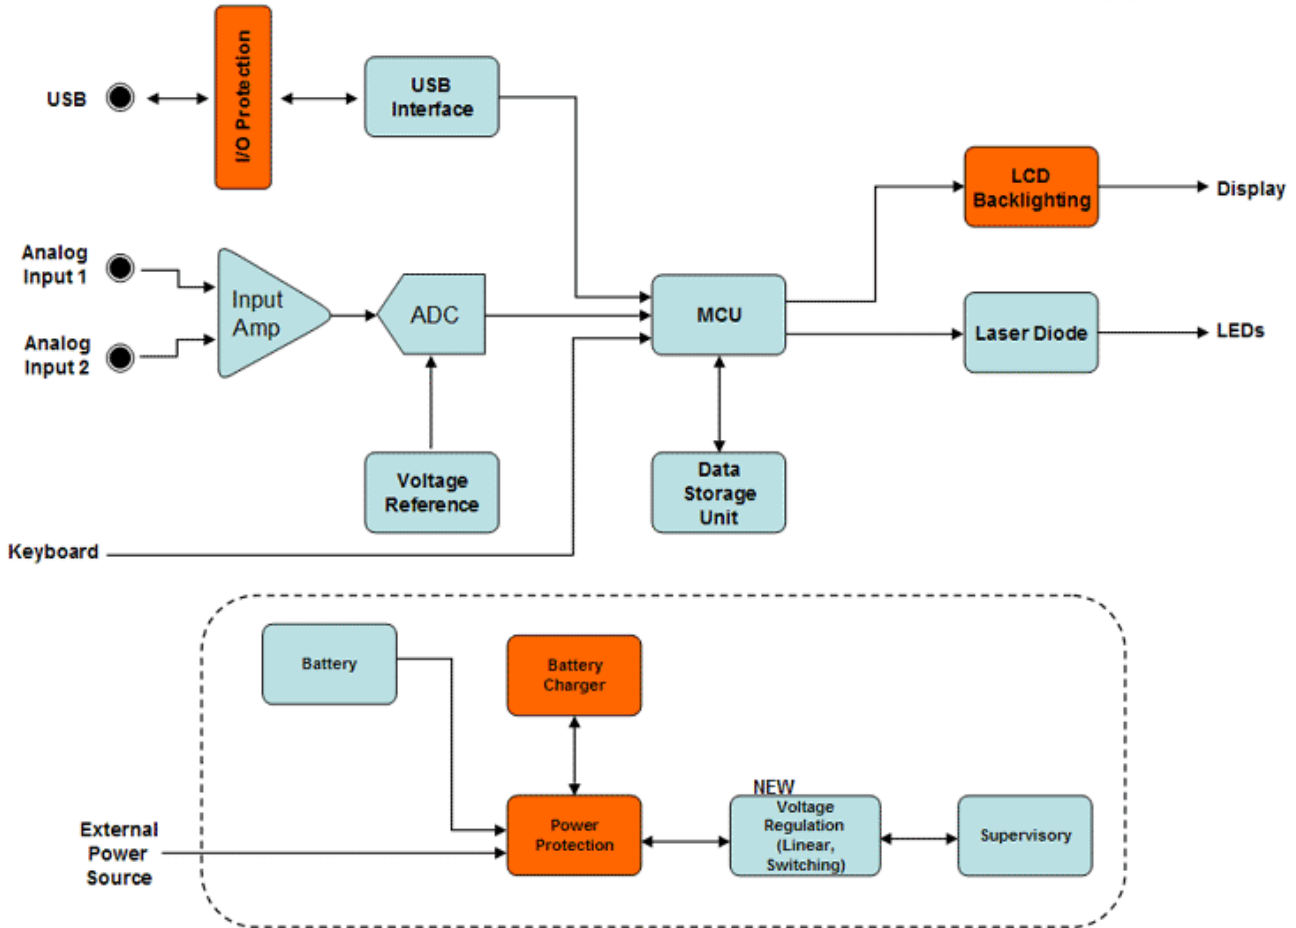 USB
I/O Protection
USB
Interface
LCD
Backlighting
Display
Analog
Input 1
Input
Amp
ADC
MCU
Analog
Input 2
Laser Diode
LEDs
Voltage
Reference
Data
Storage
Unit
Keyboard
Battery
Battery
Charger
External
Power
Source
Power
Protection
NEW
Voltage
Regulation
(Linear,
Switching)
Supervisory